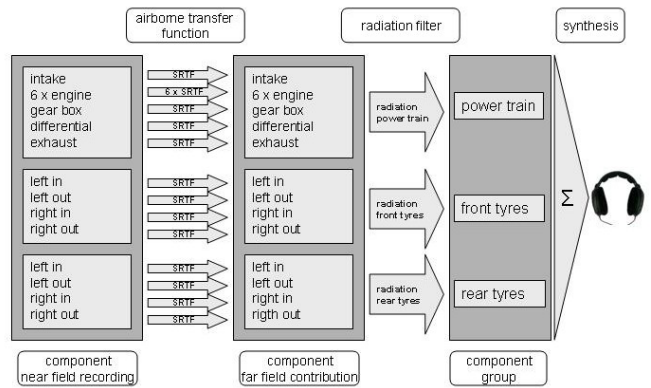 airbome transfer
function
radiation filter
synthesis
intake
6 x engine
gear box
differential
exhaust
SRTF
6 x SRTF
SRTF
SRTF
SRTF
intake
6 x engine
gear box
differential
exhaust
radiation
power train
power train
left in
left out
right in
right out
SRTF
SRTF
SRTF
SRTF
left in
left out
right in
right out
radiation
front tyres
front tyres
Σ
left in
left out
right in
right out
SRTF
SRTF
SRTF
SRTF
left in
left out
right in
rigth out
radiation
rear tyres
rear tyres
component
near field recording
component
far field contribution
component
group